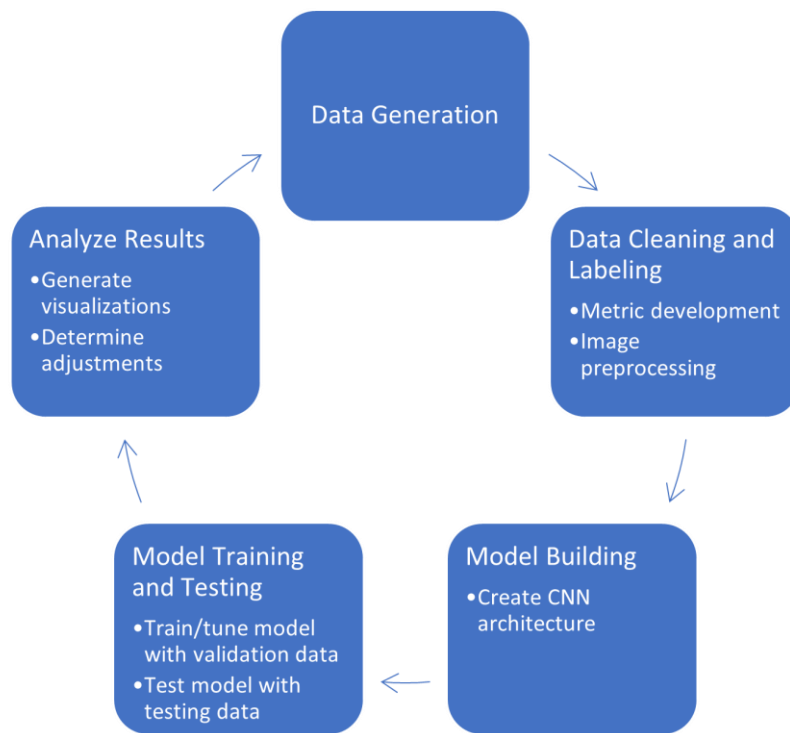 Data Generation
Data Cleaning and
Labeling
•Metric development
•Image
preprocessing
Model Building
•Create CNN
architecture
Model Training
and Testing
•Train/tune model
with validation data
•Test model with
testing data
Analyze Results
•Generate
visualizations
•Determine
adjustments